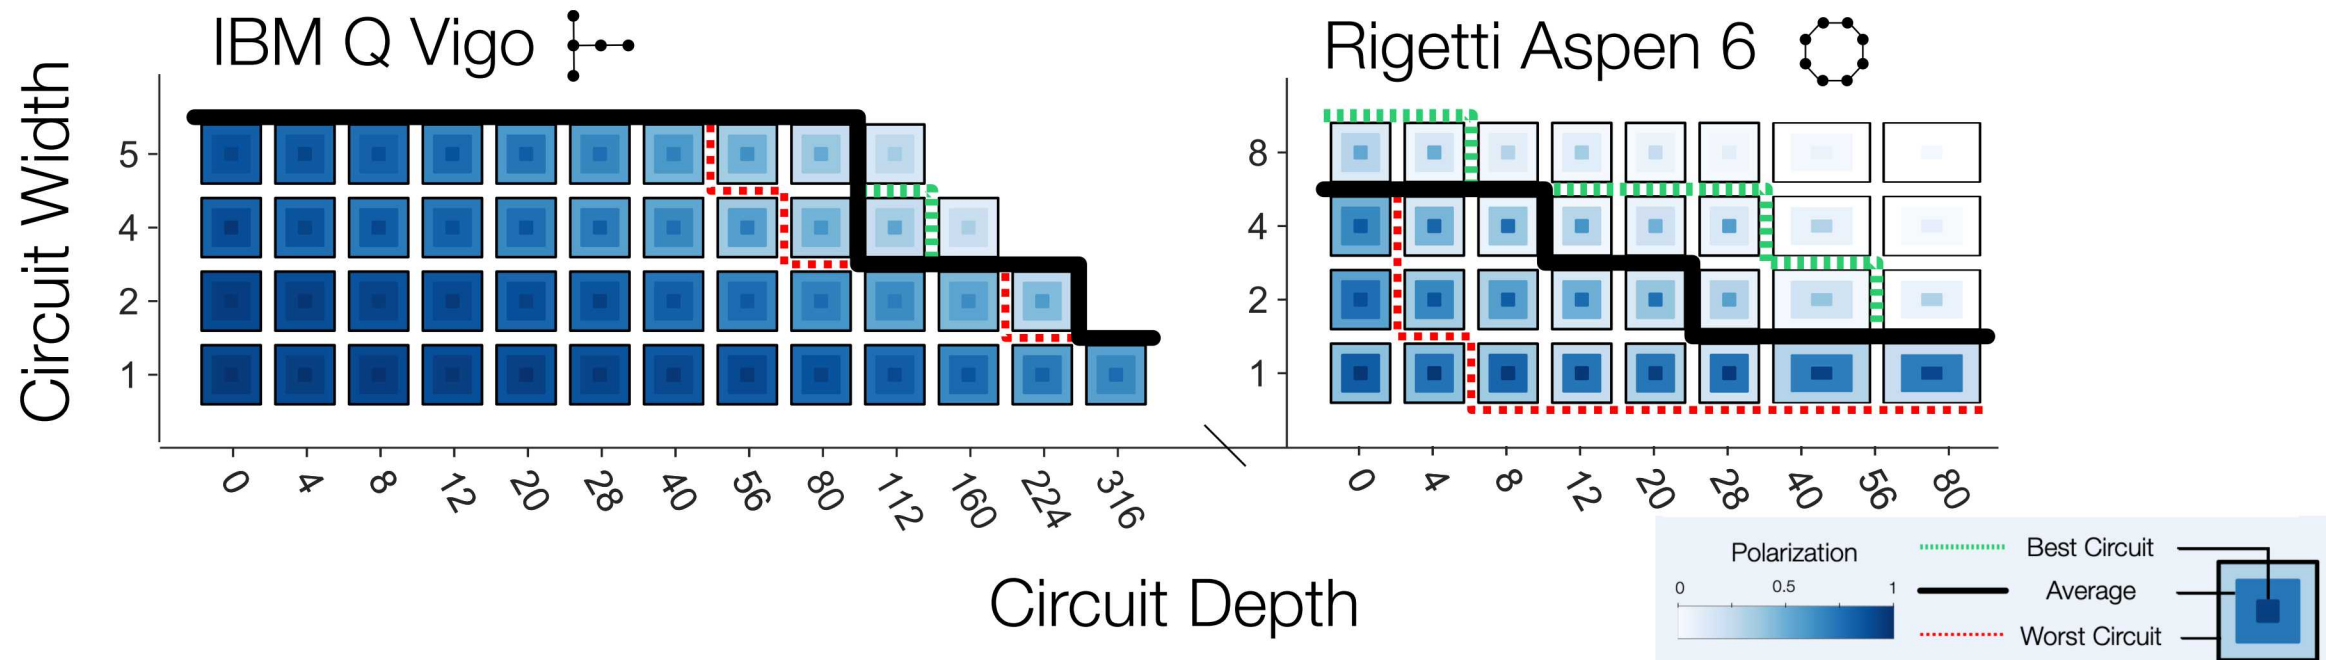 IBM Q Vigo
Rigetti Aspen 6
Circuit Width
5
4
2
1
0 4 8 12 20 28 40 56 80 112 160 224 316
8
4
2
1
0 4 8 12 20 28 40 56 80
Circuit Depth
Polarization
0 0.5 1
Best Circuit
Average
Worst Circuit